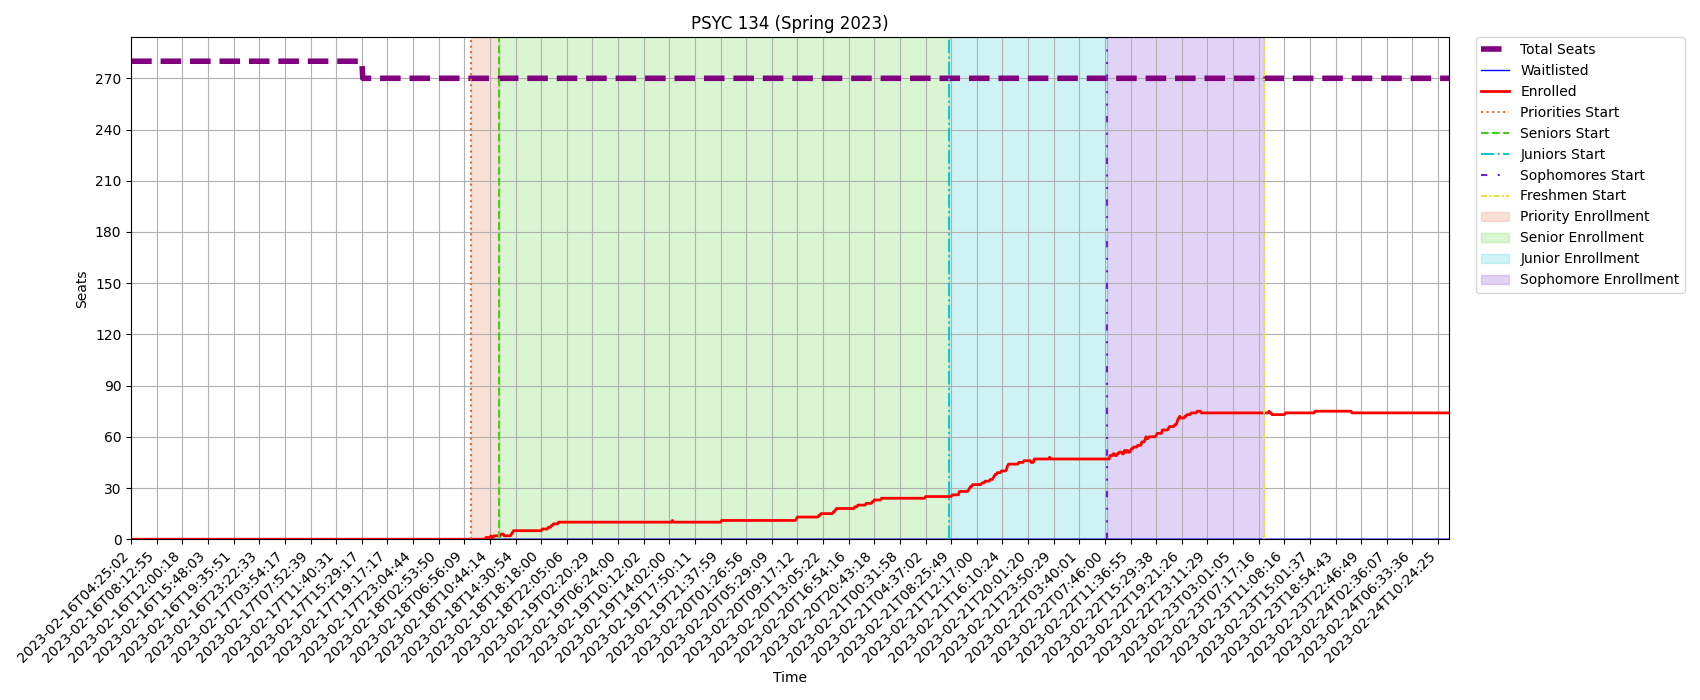 PSYC 134 (Spring 2023)
Seats
270
240
210
180
150
120
90
60
30
0
2023-02-16T04:25:02
2023-02-16T08:12:55
2023-02-16T12:00:18
2023-02-16T15:48:03
2023-02-16T19:35:51
2023-02-16T23:22:33
2023-02-17T03:54:17
2023-02-17T07:52:39
2023-02-17T11:40:31
2023-02-17T15:29:17
2023-02-17T19:17:17
2023-02-17T23:04:44
2023-02-18T02:53:50
2023-02-18T06:56:09
2023-02-18T10:44:14
2023-02-18T14:30:54
2023-02-18T18:18:00
2023-02-18T22:05:06
2023-02-19T02:20:29
2023-02-19T06:24:00
2023-02-19T10:12:02
2023-02-19T14:02:00
2023-02-19T17:50:11
2023-02-19T21:37:59
2023-02-20T01:26:56
2023-02-20T05:29:09
2023-02-20T09:17:12
2023-02-20T13:05:22
2023-02-20T16:54:16
2023-02-20T20:43:18
2023-02-21T00:31:58
2023-02-21T04:37:02
2023-02-21T08:25:49
2023-02-21T12:17:00
2023-02-21T16:10:24
2023-02-21T20:01:20
2023-02-21T23:50:29
2023-02-22T03:40:01
2023-02-22T07:46:00
2023-02-22T11:36:55
2023-02-22T15:29:38
2023-02-22T19:21:26
2023-02-22T23:11:29
2023-02-23T03:01:05
2023-02-23T07:17:16
2023-02-23T11:08:16
2023-02-23T15:01:37
2023-02-23T18:54:43
2023-02-23T22:46:49
2023-02-24T02:36:07
2023-02-24T06:33:36
2023-02-24T10:24:25
Time
Total Seats
Waitlisted
Enrolled
Priorities Start
Seniors Start
Juniors Start
Sophomores Start
Freshmen Start
Priority Enrollment
Senior Enrollment
Junior Enrollment
Sophomore Enrollment